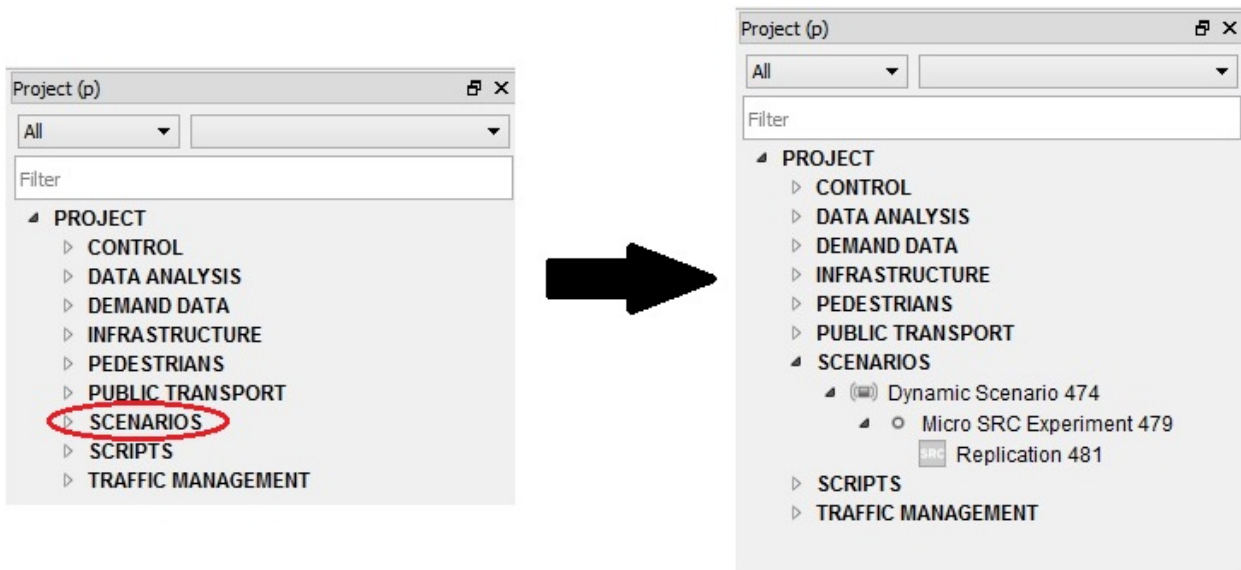 Project (p)
All
Filter
PROJECT
CONTROL
DATA ANALYSIS
DEMAND DATA
INFRASTRUCTURE
PEDESTRIANS
PUBLIC TRANSPORT
SCENARIOS
SCRIPTS
TRAFFIC MANAGEMENT
Project (p)
All
Filter
PROJECT
CONTROL
DATA ANALYSIS
DEMAND DATA
INFRASTRUCTURE
PEDESTRIANS
PUBLIC TRANSPORT
SCENARIOS
Dynamic Scenario 474
Micro SRC Experiment 479
SRC Replication 481
SCRIPTS
TRAFFIC MANAGEMENT